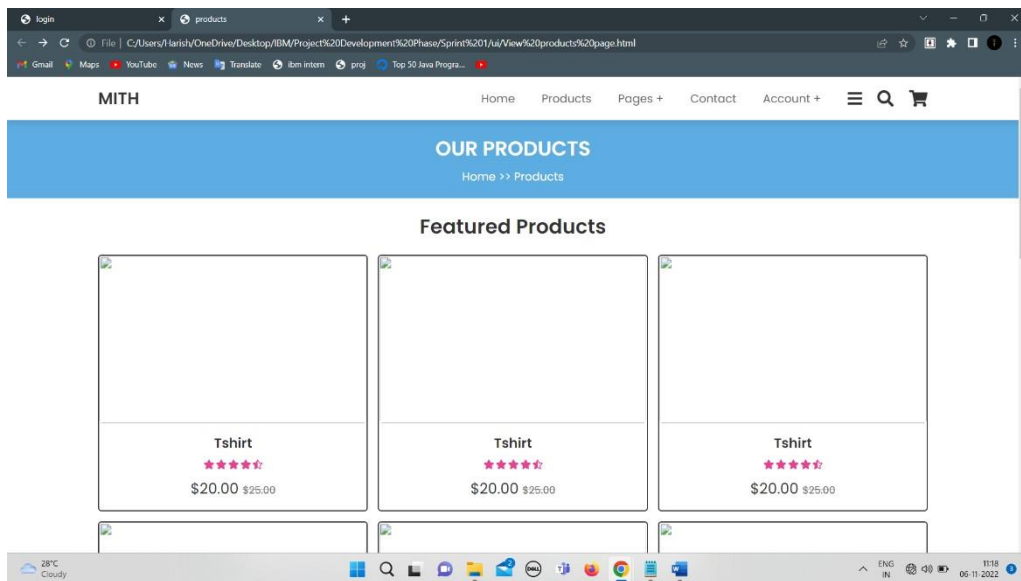 login
products
File | C:/Users/Harish/OneDrive/Desktop/IBM/Project%20Development%20Phase/Sprint%201/ui/View%20products%20page.html
Gmail Maps YouTube News Translate ibm intern proj Top 50 Java Progra...
MITH Home Products Pages + Contact Account +
OUR PRODUCTS
Home >> Products
Featured Products
Tshirt Tshirt Tshirt
$20.00 $25.00 $20.00 $25.00 $20.00 $25.00
28°C
Cloudy
ENG
IN
11:18
06-11-2022